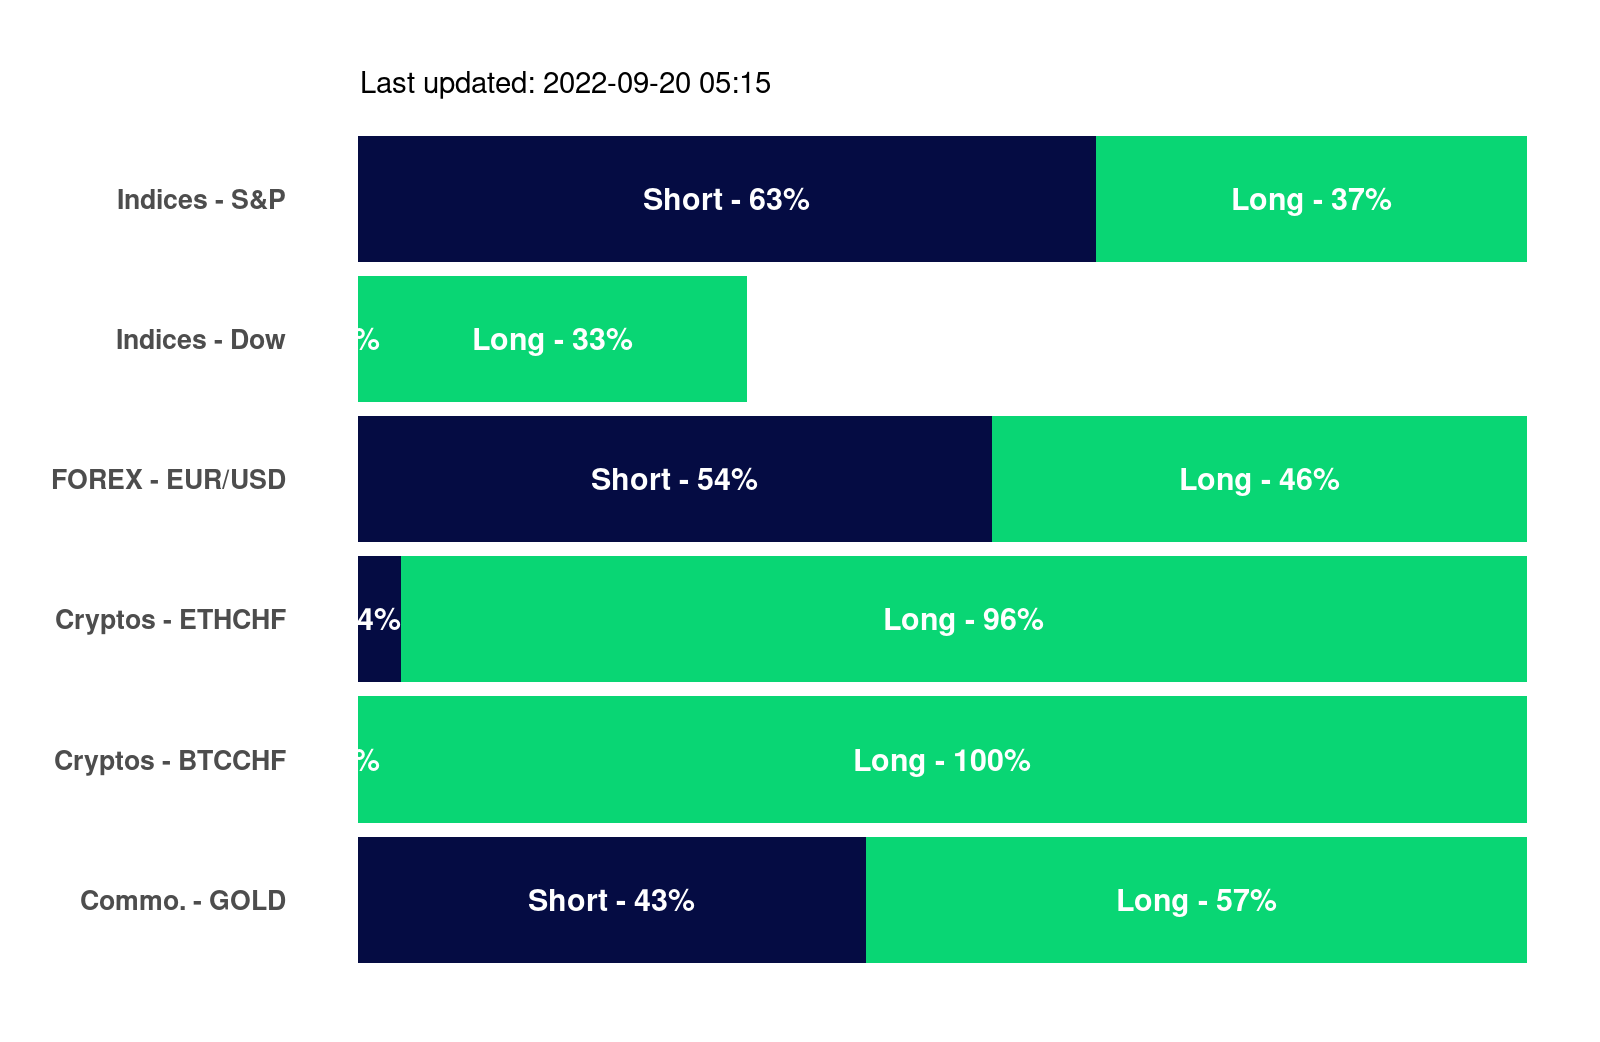 Last updated: 2022-09-20 05:15
Indices - S&P
Short - 63%
Long - 37%
Indices - Dow
%
Long - 33%
FOREX - EUR/USD
Short - 54%
Long - 46%
Cryptos - ETHCHF
4%
Long - 96%
Cryptos - BTCCHF
%
Long - 100%
Commo. - GOLD
Short - 43%
Long - 57%